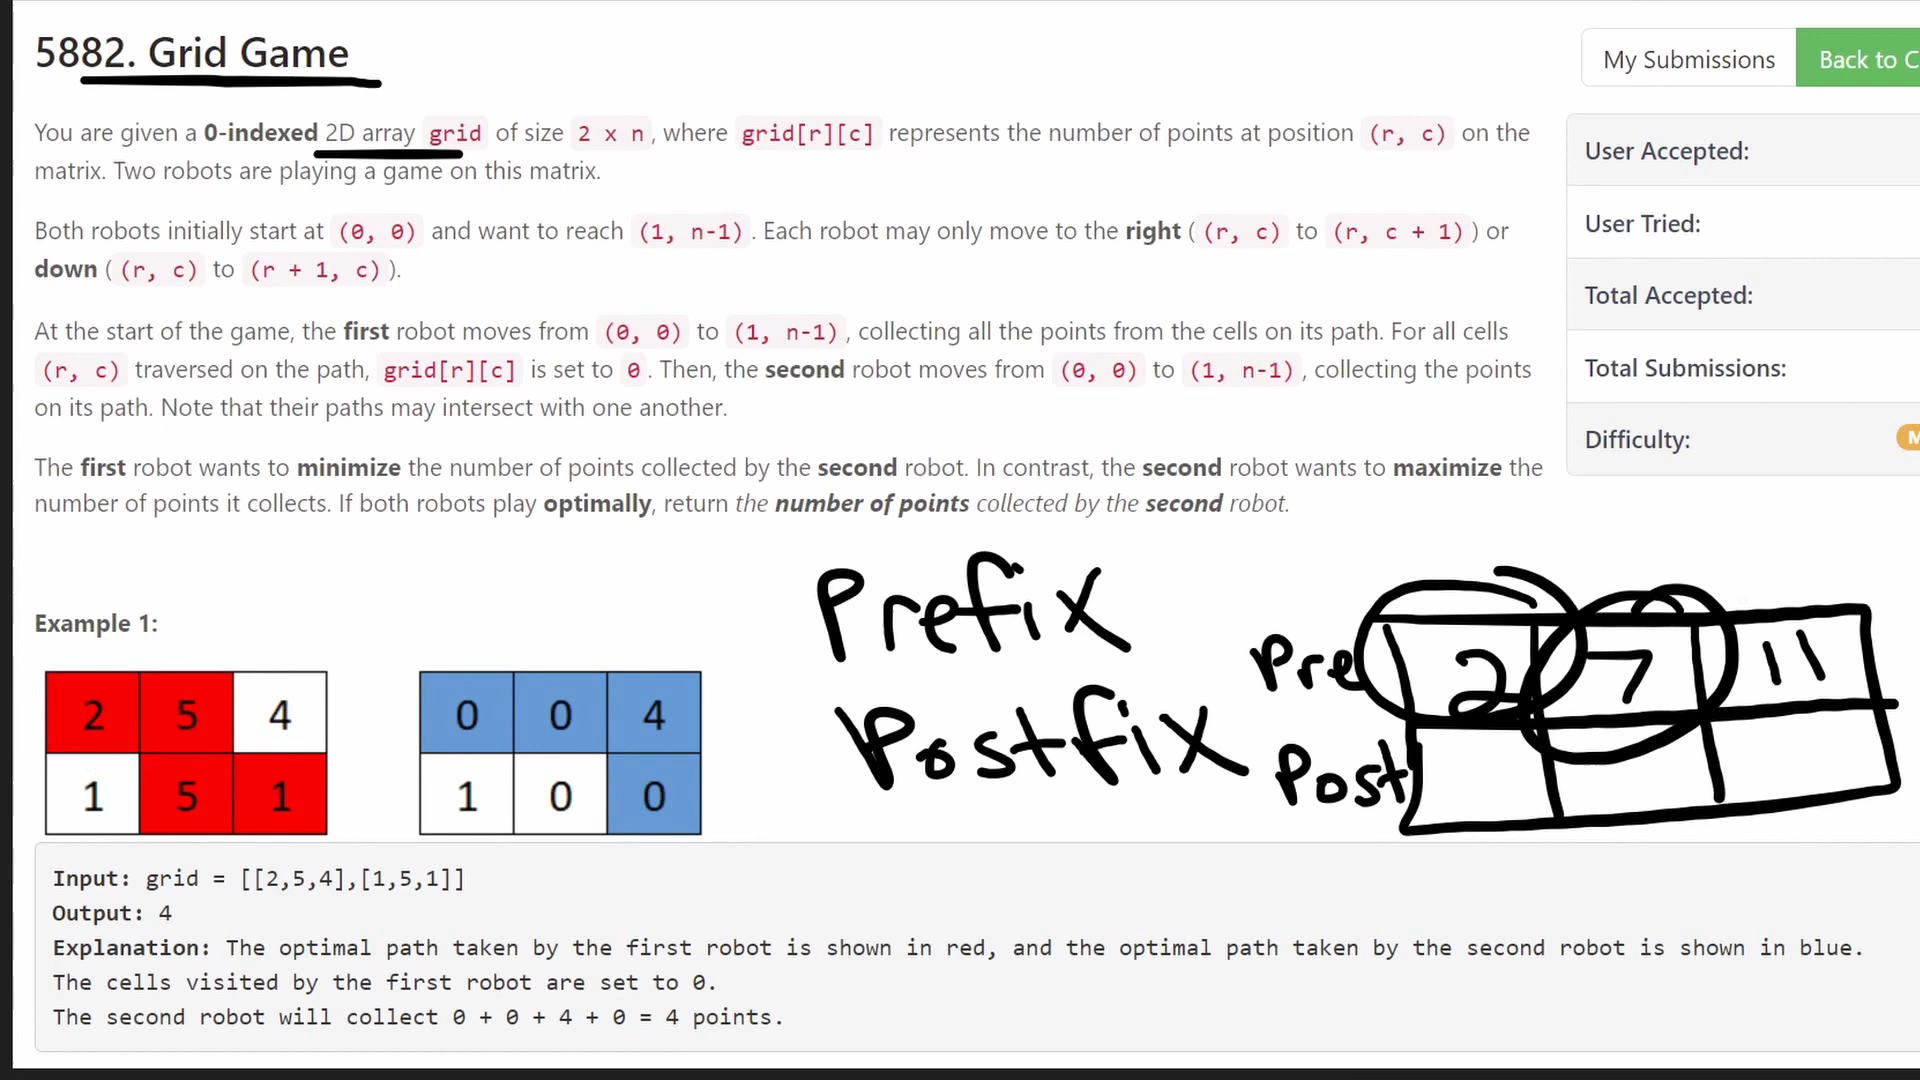 5882. Grid Game
My Submissions
Back to C
You are given a 0-indexed 2D array grid of size 2 x n, where grid[r][c] represents the number of points at position (r, c) on the
matrix. Two robots are playing a game on this matrix.
Both robots initially start at (0, 0) and want to reach (1, n-1). Each robot may only move to the right ((r, c) to (r, c + 1)) or
down ((r, c) to (r + 1, c)).
At the start of the game, the first robot moves from (0, 0) to (1, n-1), collecting all the points from the cells on its path. For all cells
(r, c) traversed on the path, grid[r][c] is set to 0. Then, the second robot moves from (0, 0) to (1, n-1), collecting the points
on its path. Note that their paths may intersect with one another.
The first robot wants to minimize the number of points collected by the second robot. In contrast, the second robot wants to maximize the
number of points it collects. If both robots play optimally, return the number of points collected by the second robot.
User Accepted:
User Tried:
Total Accepted:
Total Submissions:
Difficulty:
M
Example 1:
2 5 4
1 5 1
0 0 4
1 0 0
Prefix
Postfix
Pre 2 7 11
Post
Input: grid = [[2,5,4],[1,5,1]]
Output: 4
Explanation: The optimal path taken by the first robot is shown in red, and the optimal path taken by the second robot is shown in blue.
The cells visited by the first robot are set to 0.
The second robot will collect 0 + 0 + 4 + 0 = 4 points.